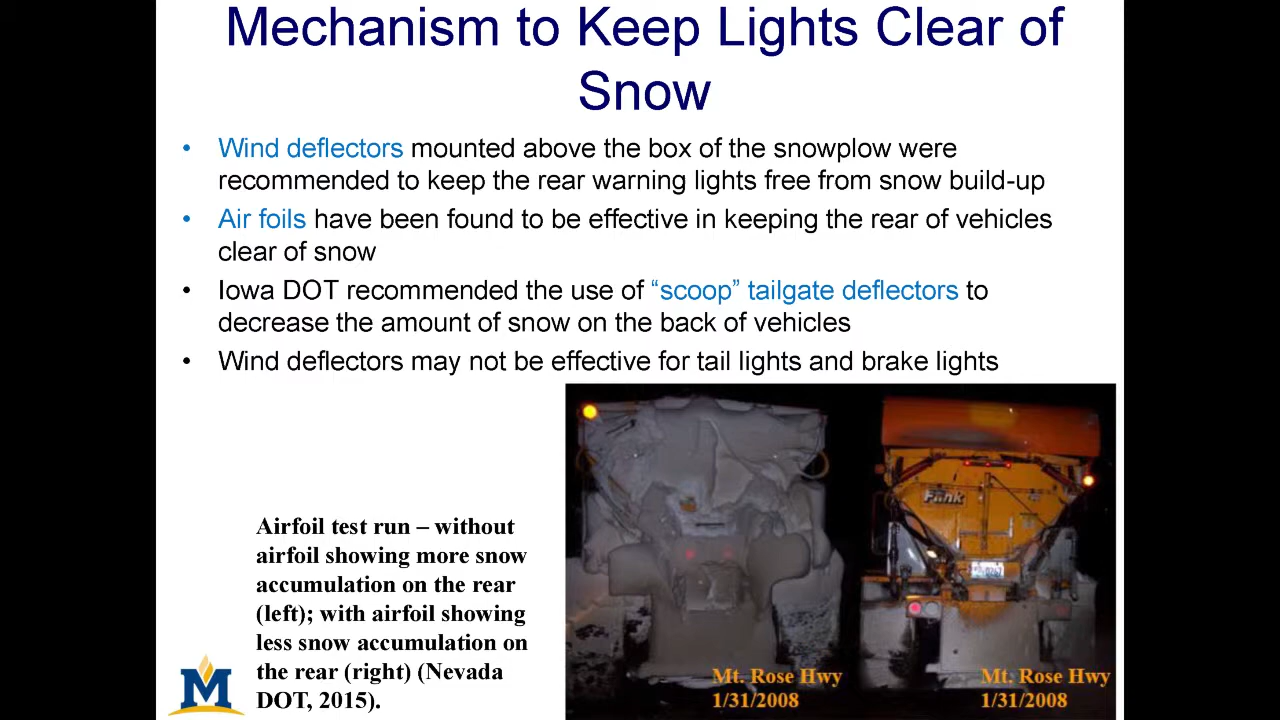 Mechanism to Keep Lights Clear of
Snow
• Wind deflectors mounted above the box of the snowplow were
recommended to keep the rear warning lights free from snow build-up
• Air foils have been found to be effective in keeping the rear of vehicles
clear of snow
• Iowa DOT recommended the use of “scoop” tailgate deflectors to
decrease the amount of snow on the back of vehicles
• Wind deflectors may not be effective for tail lights and brake lights
Airfoil test run – without
airfoil showing more snow
accumulation on the rear
(left); with airfoil showing
less snow accumulation on
the rear (right) (Nevada
DOT, 2015).
M
Flink
Mt. Rose Hwy
1/31/2008
Mt. Rose Hwy
1/31/2008